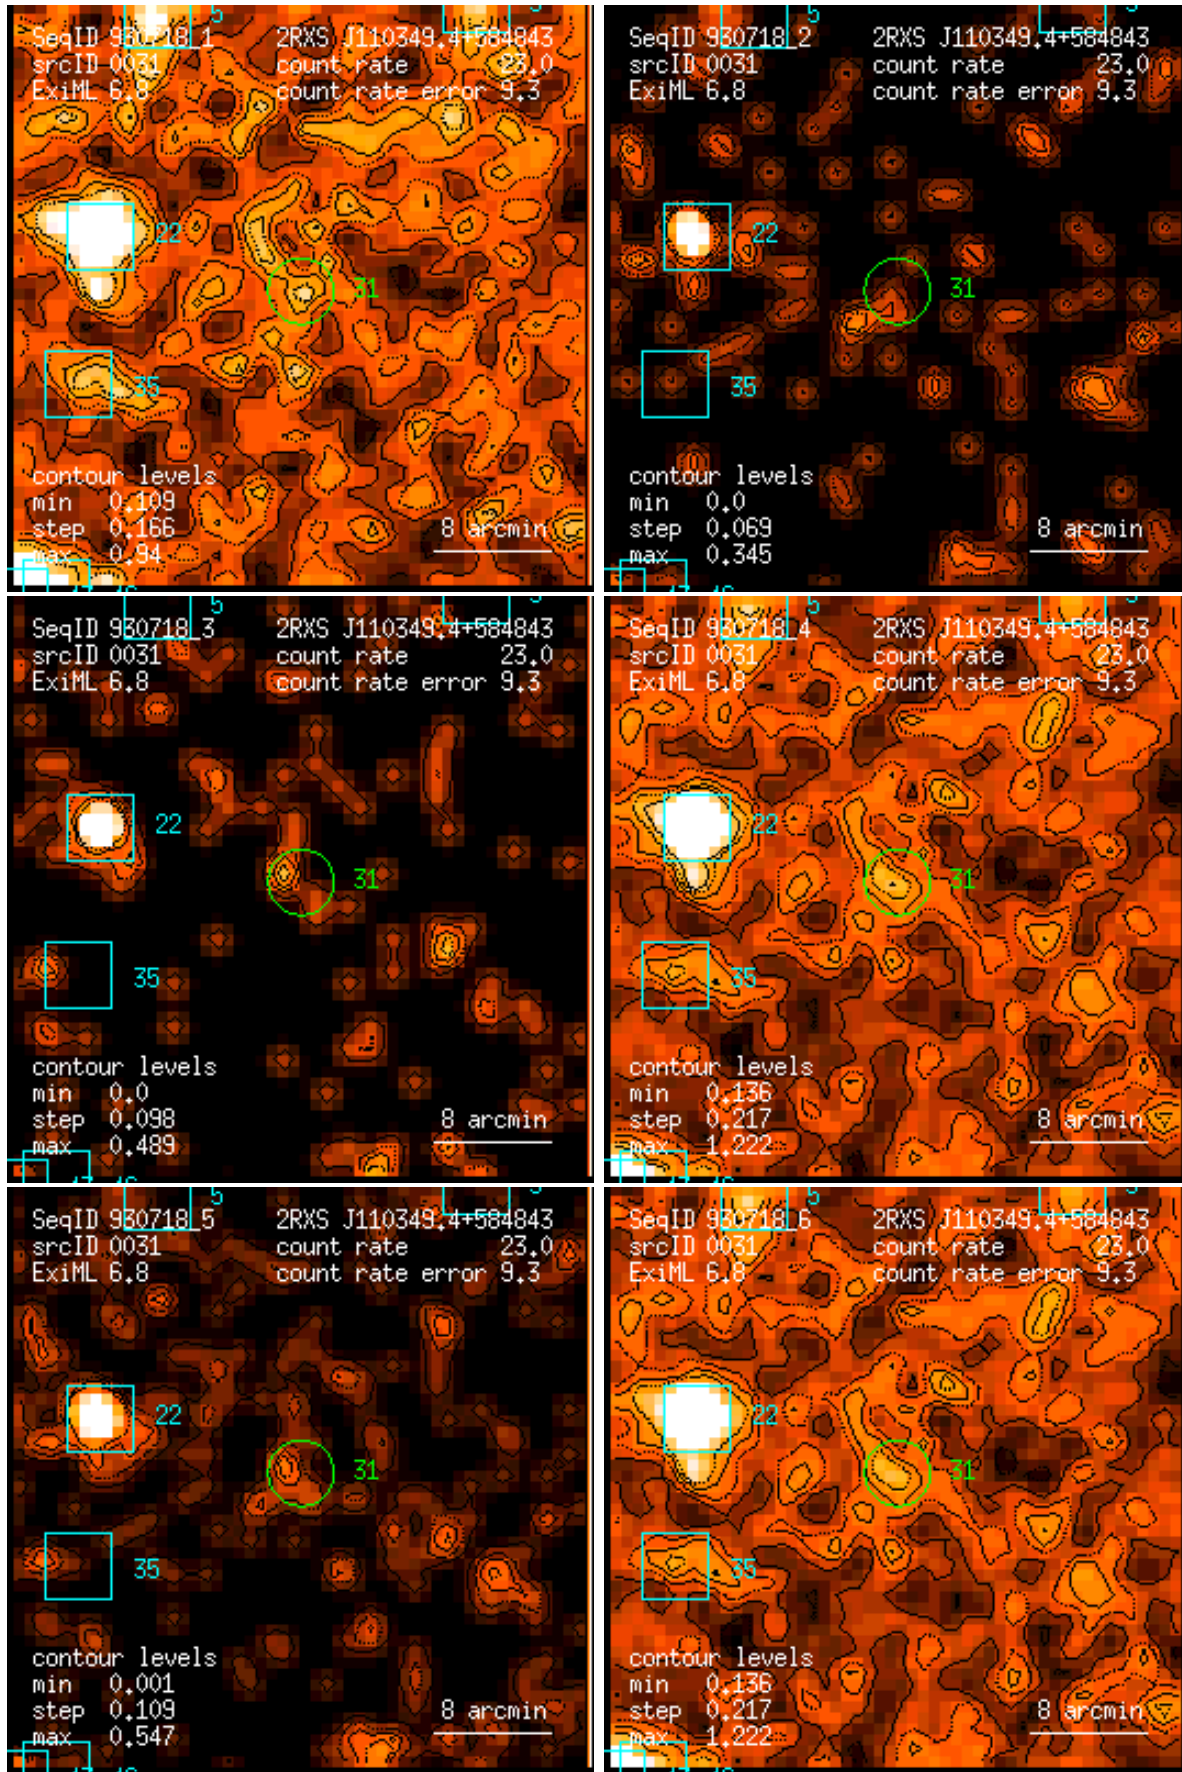 5
SeqID 930718_1 2RXS J110349.4+584843
srcID 0031 count rate 23.0
ExiML 6.8 count rate error 9.3
22
31
35
contour levels
min 0.109
step 0.166 8 arcmin
max 0.94
5
SeqID 930718_2 2RXS J110349.4+584843
srcID 0031 count rate 23.0
ExiML 6.8 count rate error 9.3
22
31
35
contour levels
min 0.0
step 0.069 8 arcmin
max 0.345
5
SeqID 930718_3 2RXS J110349.4+584843
srcID 0031 count rate 23.0
ExiML 6.8 count rate error 9.3
22
31
35
contour levels
min 0.0
step 0.098 8 arcmin
max 0.489
5
SeqID 930718_4 2RXS J110349.4+584843
srcID 0031 count rate 23.0
ExiML 6.8 count rate error 9.3
22
31
35
contour levels
min 0.136
step 0.217 8 arcmin
max 1.222
5
SeqID 930718_5 2RXS J110349.4+584843
srcID 0031 count rate 23.0
ExiML 6.8 count rate error 9.3
22
31
35
contour levels
min 0.001
step 0.109 8 arcmin
max 0.547
5
SeqID 930718_6 2RXS J110349.4+584843
srcID 0031 count rate 23.0
ExiML 6.8 count rate error 9.3
22
31
35
contour levels
min 0.136
step 0.217 8 arcmin
max 1.222